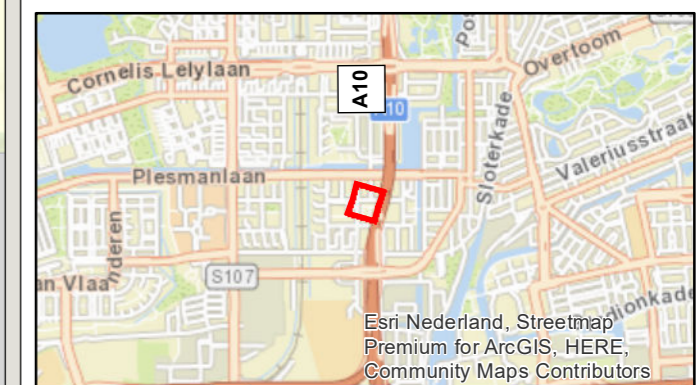 Overtoom
Cornelis Lelylaan
A10
Sloterkade
Valeriusstraat
Plesmanlaan
S107
Esri Nederland, Streetmap
Premium for ArcGIS, HERE,
Community Maps Contributors